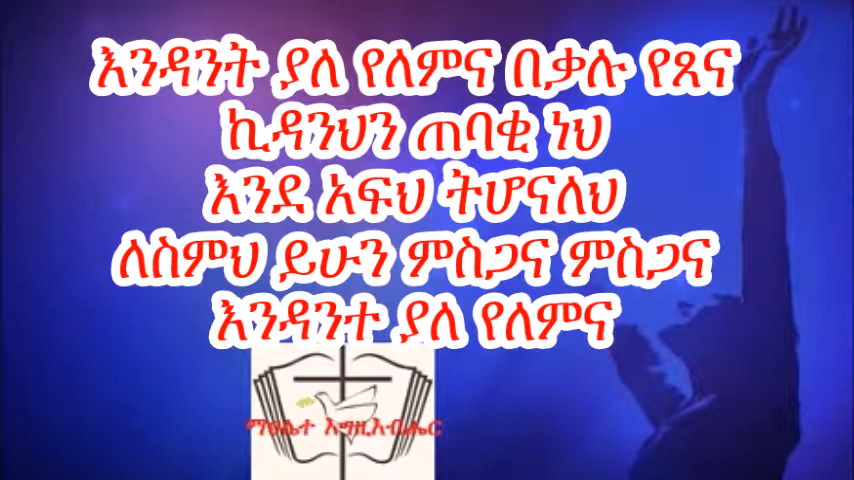 እንዳንት ያለ የለምና በቃሉ የጸና
ኪዳንህን ጠባቂ ነህ
እንደ አፍህ ትሆናለህ
ለስምህ ይሁን ምስጋና ምስጋና
እንዳንተ ያለ የለምና
ማህሌተ እግዚአብሔር